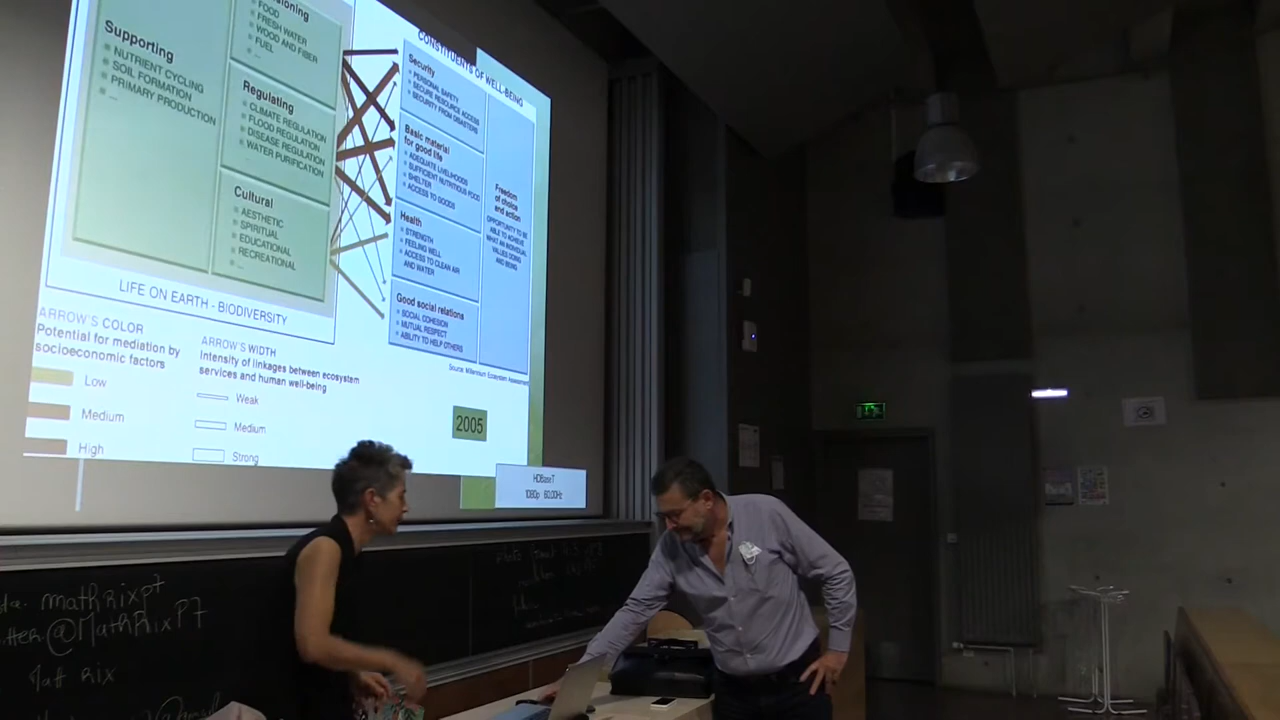 Supporting
NUTRIENT CYCLING
SOIL FORMATION
PRIMARY PRODUCTION
...
FOOD
FRESH WATER
WOOD AND FIBER
FUEL
...
Regulating
CLIMATE REGULATION
FLOOD REGULATION
DISEASE REGULATION
WATER PURIFICATION
...
Cultural
AESTHETIC
SPIRITUAL
EDUCATIONAL
RECREATIONAL
...
LIFE ON EARTH - BIODIVERSITY
CONSTITUENTS OF WELL-BEING
Security
PERSONAL SAFETY
SECURE RESOURCE ACCESS
SECURITY FROM DISASTERS
Basic material
for good life
ADEQUATE LIVELIHOODS
SUFFICIENT NUTRITIOUS FOOD
SHELTER
ACCESS TO GOODS
Health
STRENGTH
FEELING WELL
ACCESS TO CLEAN AIR
AND WATER
Good social relations
SOCIAL COHESION
MUTUAL RESPECT
ABILITY TO HELP OTHERS
Freedom
of choice
and action
OPPORTUNITY TO BE
ABLE TO ACHIEVE
WHAT AN INDIVIDUAL
VALUES DOING
AND BEING
Source: Millennium Ecosystem Assessment
ARROW'S COLOR
Potential for mediation by
socioeconomic factors
Low
Medium
High
ARROW'S WIDTH
Intensity of linkages between ecosystem
services and human well-being
Weak
Medium
Strong
2005
HDBaseT
1080p 60.00Hz
mathrixp7
@MathRixP7
rix